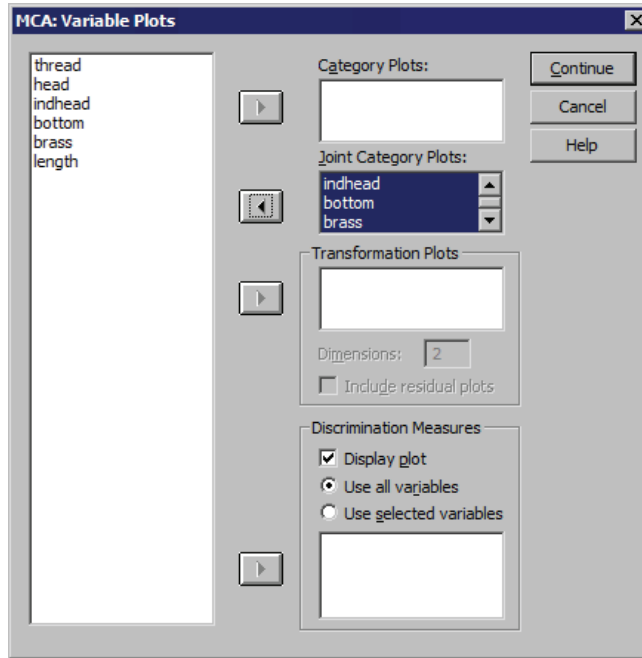 MCA: Variable Plots
thread
head
indhead
bottom
brass
length
Category Plots:
Joint Category Plots:
indhead
bottom
brass
Transformation Plots
Dimensions: 2
Include residual plots
Discrimination Measures
Display plot
Use all variables
Use selected variables
Continue
Cancel
Help